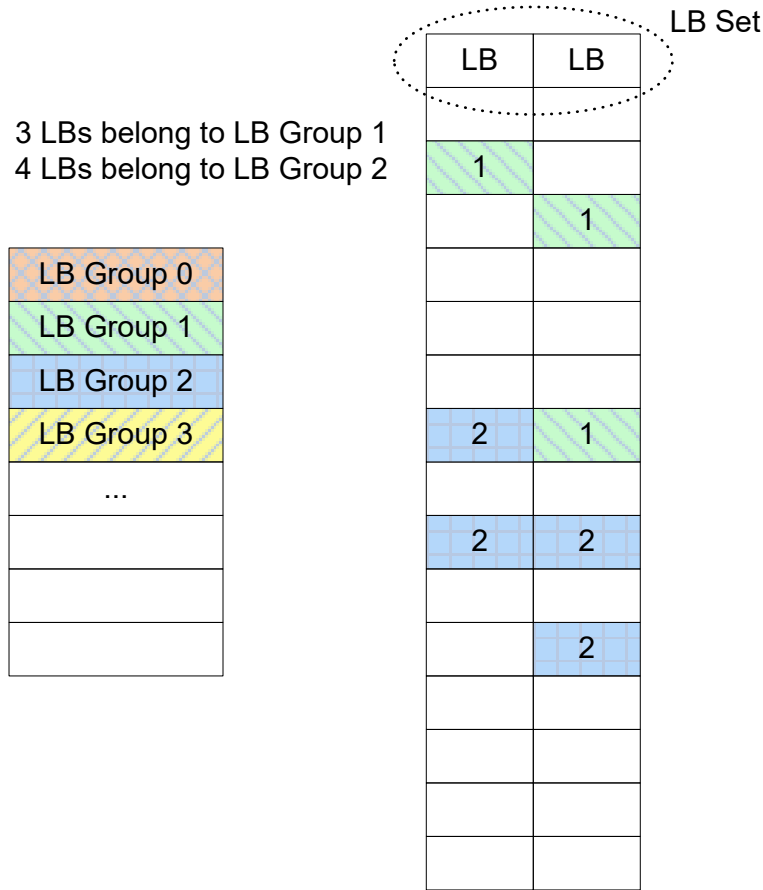 LB Set
LB LB
3 LBs belong to LB Group 1
4 LBs belong to LB Group 2
1
1
LB Group 0
LB Group 1
LB Group 2
LB Group 3
...
2 1
2 2
2